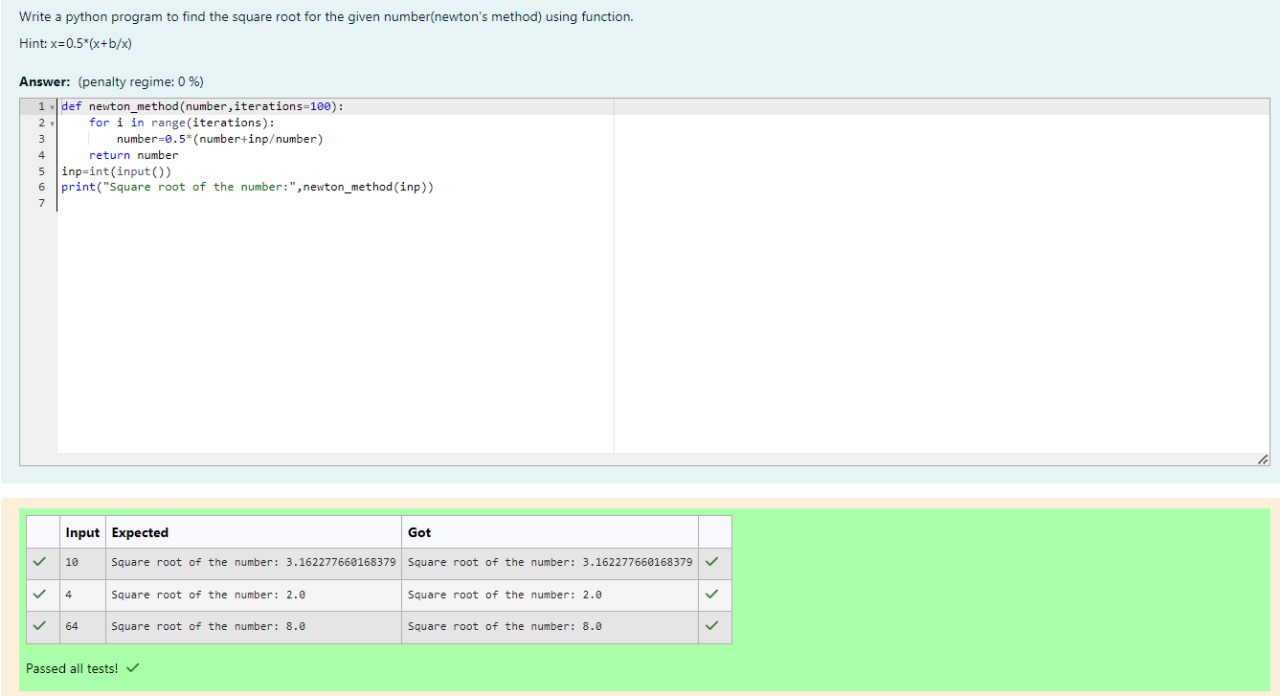 Write a python program to find the square root for the given number(newton's method) using function.
Hint: x=0.5*(x+b/x)
Answer: (penalty regime: 0 %)
1 def newton_method(number,iterations=100):
2     for i in range(iterations):
3         number=0.5*(number+inp/number)
4     return number
5 inp=int(input())
6 print("Square root of the number:",newton_method(inp))
7
Input Expected Got
10 Square root of the number: 3.162277660168379 Square root of the number: 3.162277660168379
4 Square root of the number: 2.0 Square root of the number: 2.0
64 Square root of the number: 8.0 Square root of the number: 8.0
Passed all tests!